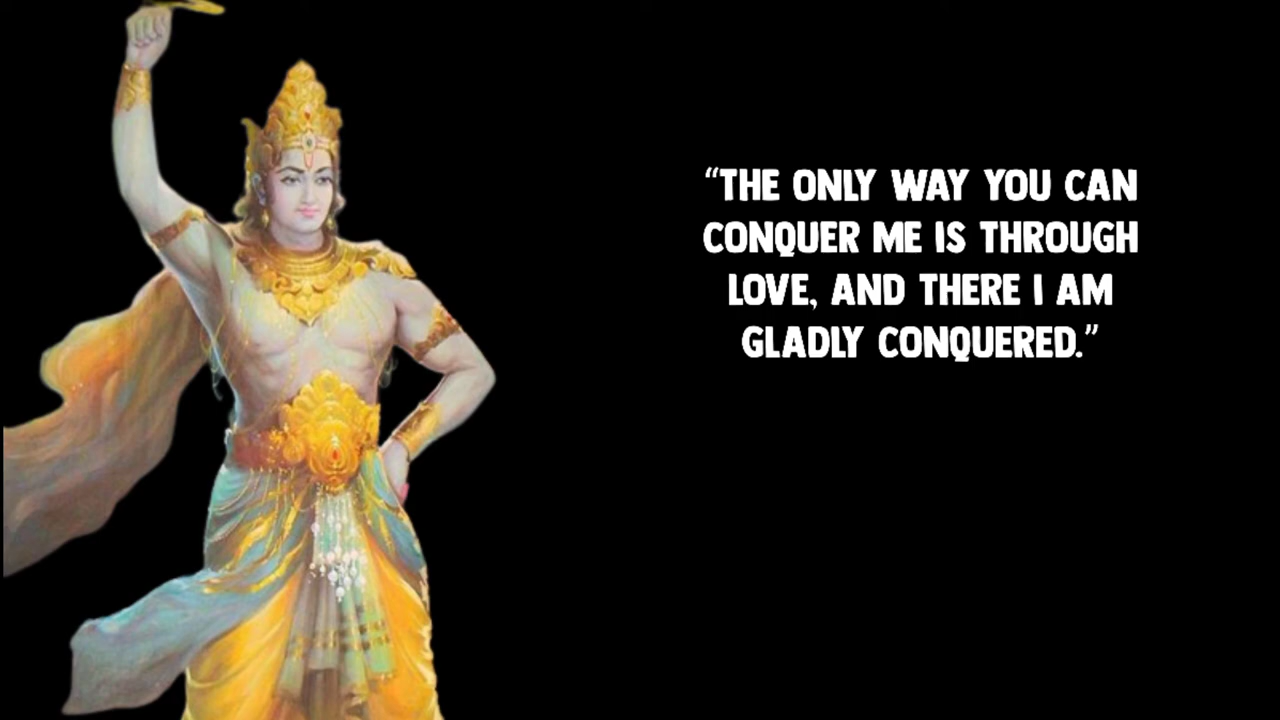 “THE ONLY WAY YOU CAN
CONQUER ME IS THROUGH
LOVE, AND THERE I AM
GLADLY CONQUERED.”